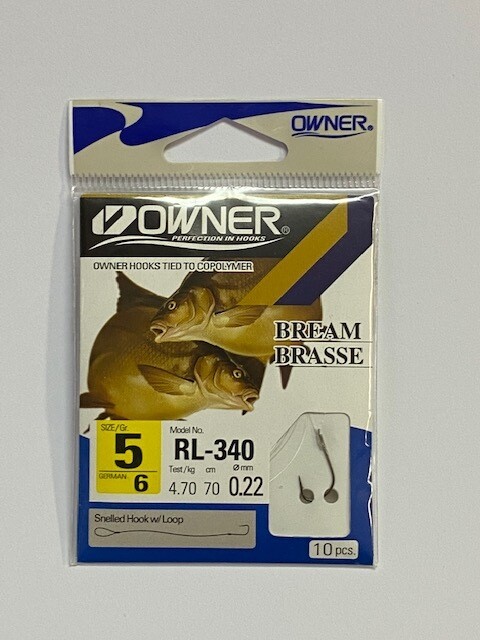 OWNER®
OWNER®
PERFECTION IN HOOKS
OWNER HOOKS TIED TO COPOLYMER
BREAM
BRASSE
SIZE/Gr.
5
GERMAN 6
Model No.
RL-340
Test/kg cm Ø mm
4.70 70 0.22
Snelled Hook w/ Loop
10 pcs.